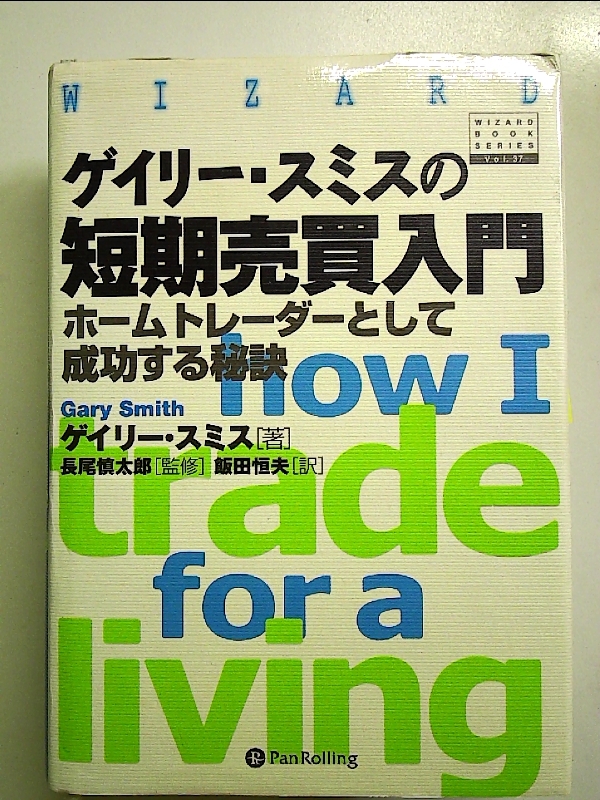 WIZARD
WIZARD
BOOK
SERIES
Vol.37
ゲイリー・スミスの
短期売買入門
ホームトレーダーとして
成功する秘訣
how I
Gary Smith
ゲイリー・スミス[著]
長尾慎太郎[監修] 飯田恒夫[訳]
trade
for a
living
PanRolling